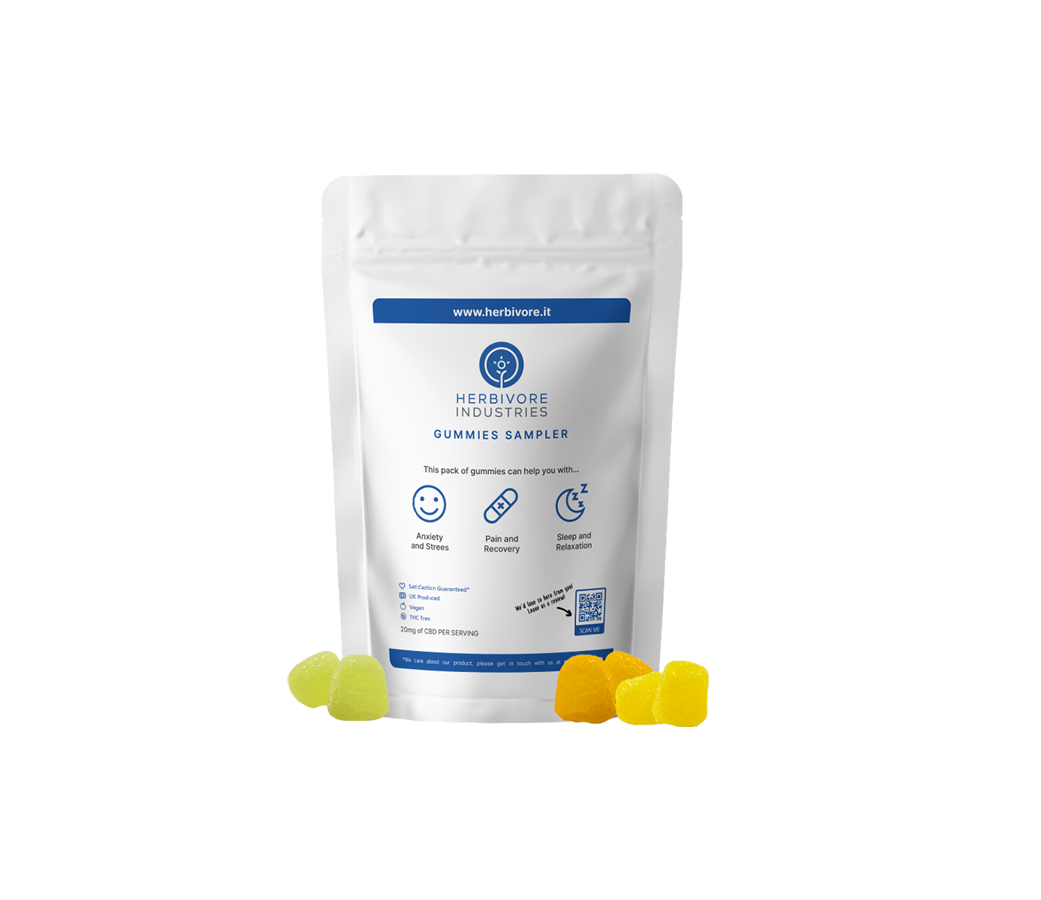 www.herbivore.it
HERBIVORE
INDUSTRIES
GUMMIES SAMPLER
This pack of gummies can help you with...
Z
Z
Z
Anxiety
and Strees
Pain and
Recovery
Sleep and
Relaxation
Satisfaction Guaranteed*
UK Produced
Vegan
THC Free
20mg of CBD PER SERVING
We'd love to here from you!
Leave us a review!
SCAN ME
*We care about our product, please get in touch with us at